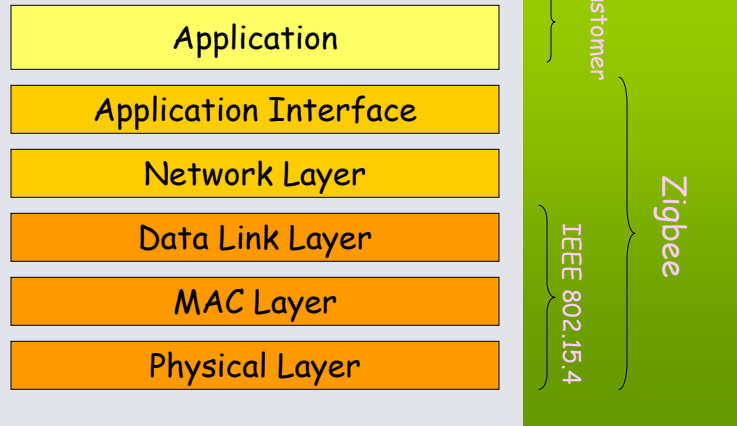 Application
Application Interface
Network Layer
Data Link Layer
MAC Layer
Physical Layer
Zigbee
IEEE 802.15.4